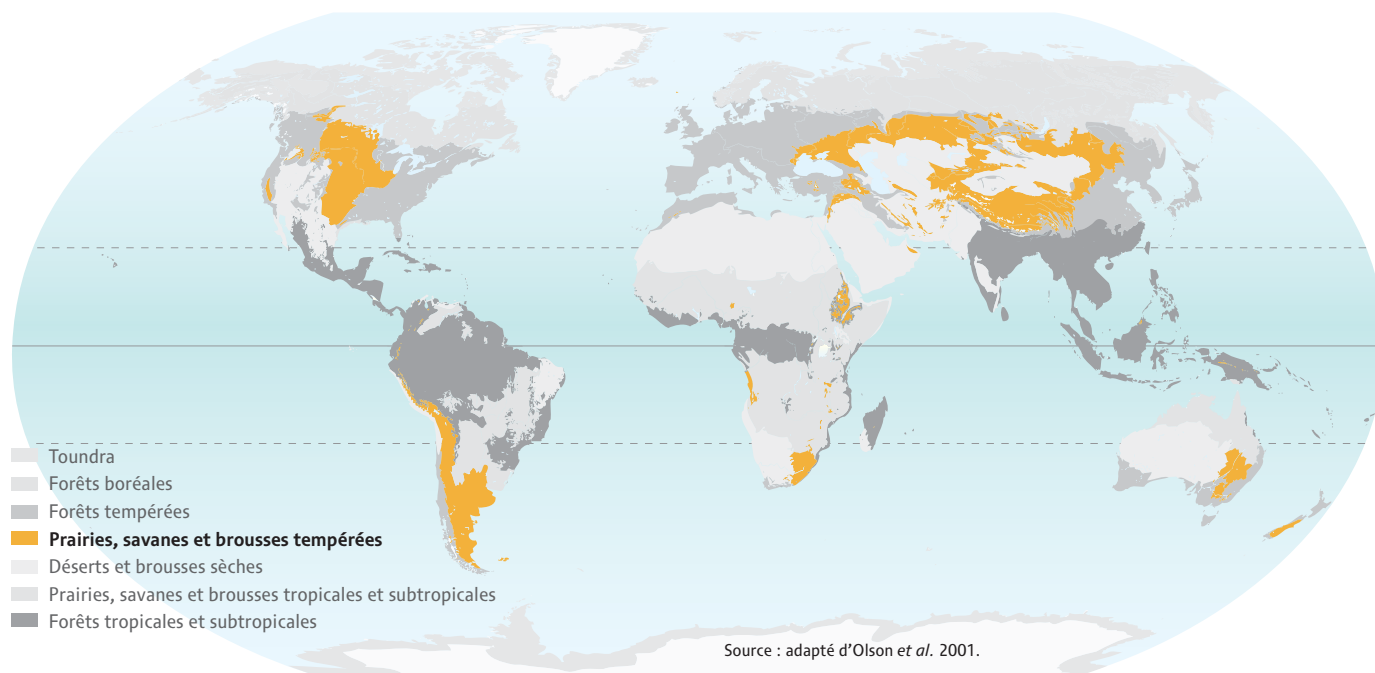 Toundra
Forêts boréales
Forêts tempérées
Prairies, savanes et brousses tempérées
Déserts et brousses sèches
Prairies, savanes et brousses tropicales et subtropicales
Forêts tropicales et subtropicales
Source : adapté d'Olson et al. 2001.